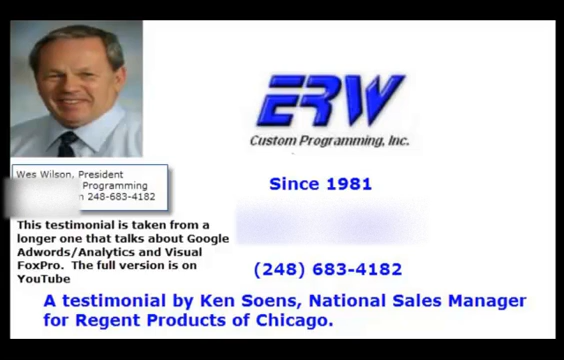 ERW
Custom Programming, Inc.
Wes Wilson, President
Programming
248-683-4182
Since 1981
This testimonial is taken from a
longer one that talks about Google
Adwords/Analytics and Visual
FoxPro. The full version is on
YouTube
(248) 683-4182
A testimonial by Ken Soens, National Sales Manager
for Regent Products of Chicago.